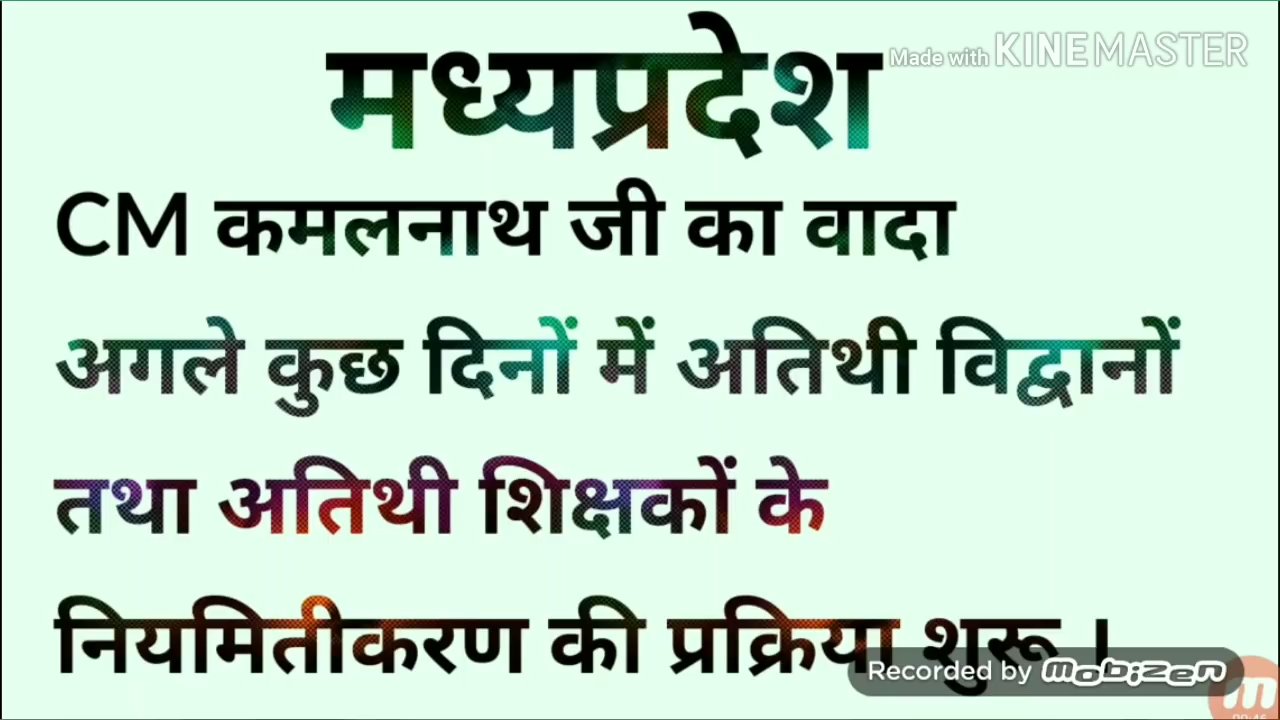 मध्यप्रदेश
Made with KINEMASTER
CM कमलनाथ जी का वादा
अगले कुछ दिनों में अतिथी विद्वानों
तथा अतिथी शिक्षकों के
नियमितीकरण की प्रक्रिया शुरू ।
Recorded by mobizen